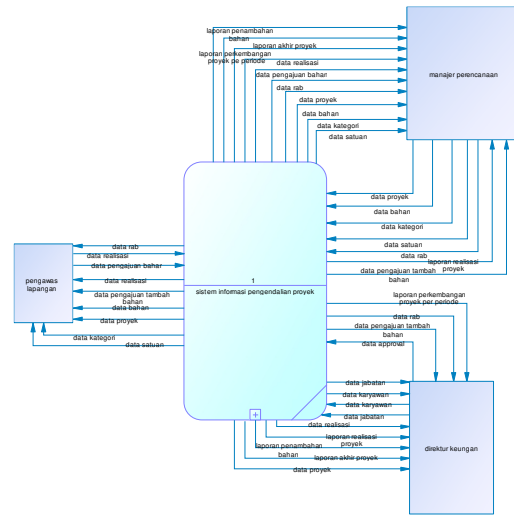 laporan penambahan
bahan
laporan akhir proyek
laporan perkembangan
proyek pe periode
data realisasi
data pengajuan bahan
data rab
data proyek
data bahan
data kategori
data satuan
manajer perencanaan
data proyek
data bahan
data kategori
data satuan
data rab
laporan realisasi
proyek
data pengajuan tambah
bahan
data rab
data realisasi
data pengajuan bahan
data realisasi
data pengajuan tambah
bahan
data bahan
data proyek
data kategori
data satuan
pengawas
lapangan
1
sistem informasi pengendalian proyek
laporan perkembangan
proyek per periode
data rab
data pengajuan tambah
bahan
data approval
data jabatan
data karyawan
data karyawan
data jabatan
data realisasi
laporan realisasi
proyek
laporan penambahan
bahan
laporan akhir proyek
data proyek
direktur keungan